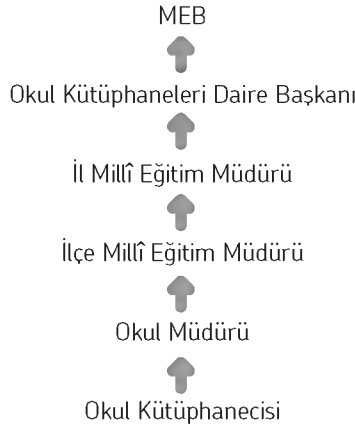 MEB
Okul Kütüphaneleri Daire Başkanı
İl Millî Eğitim Müdürü
İlçe Millî Eğitim Müdürü
Okul Müdürü
Okul Kütüphanecisi